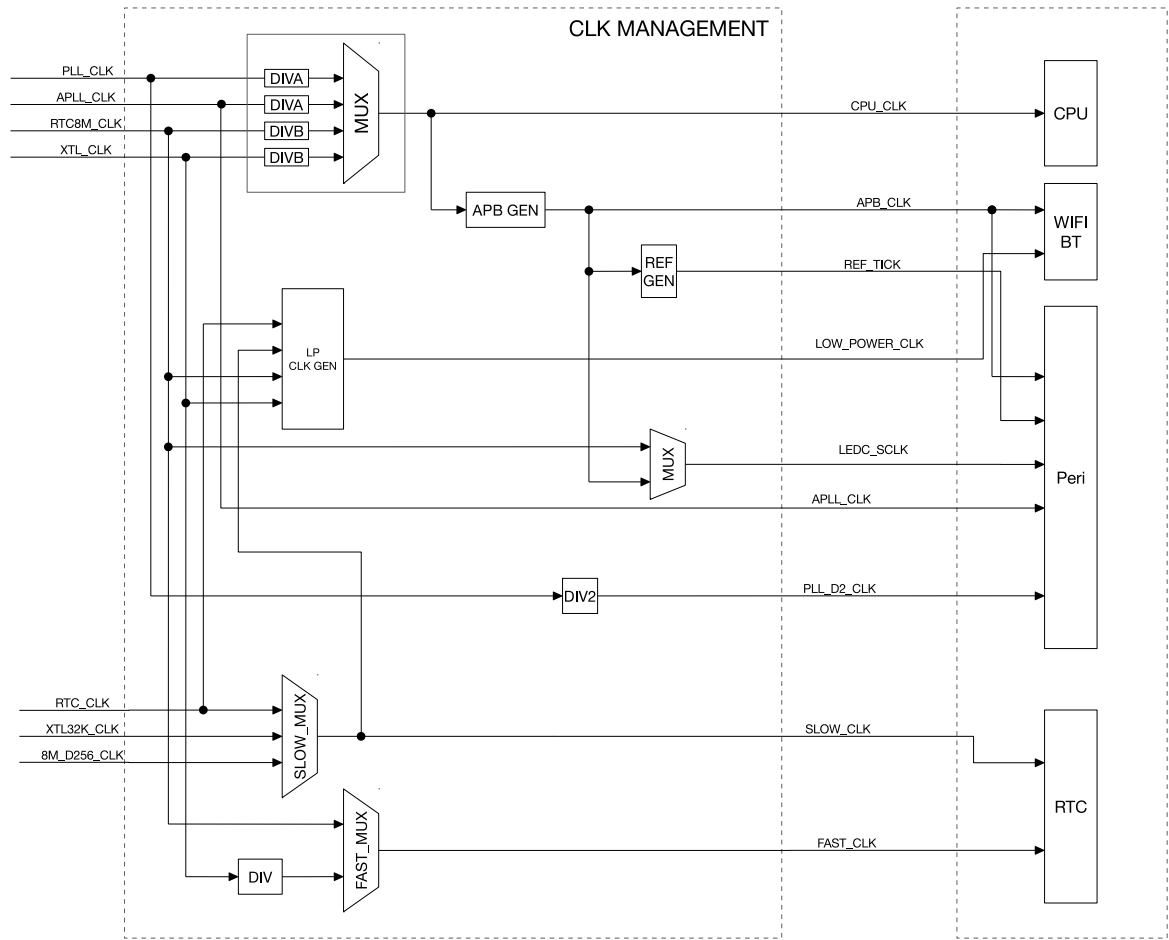 CLK MANAGEMENT
PLL_CLK
APLL_CLK
RTC8M_CLK
XTL_CLK
DIVA
DIVA
DIVB
DIVB
MUX
CPU_CLK
CPU
APB GEN
APB_CLK
WIFI
BT
REF
GEN
REF_TICK
LP
CLK GEN
LOW_POWER_CLK
MUX
LEDC_SCLK
Peri
APLL_CLK
DIV2
PLL_D2_CLK
RTC_CLK
XTL32K_CLK
8M_D256_CLK
SLOW_MUX
SLOW_CLK
RTC
FAST_MUX
FAST_CLK
DIV